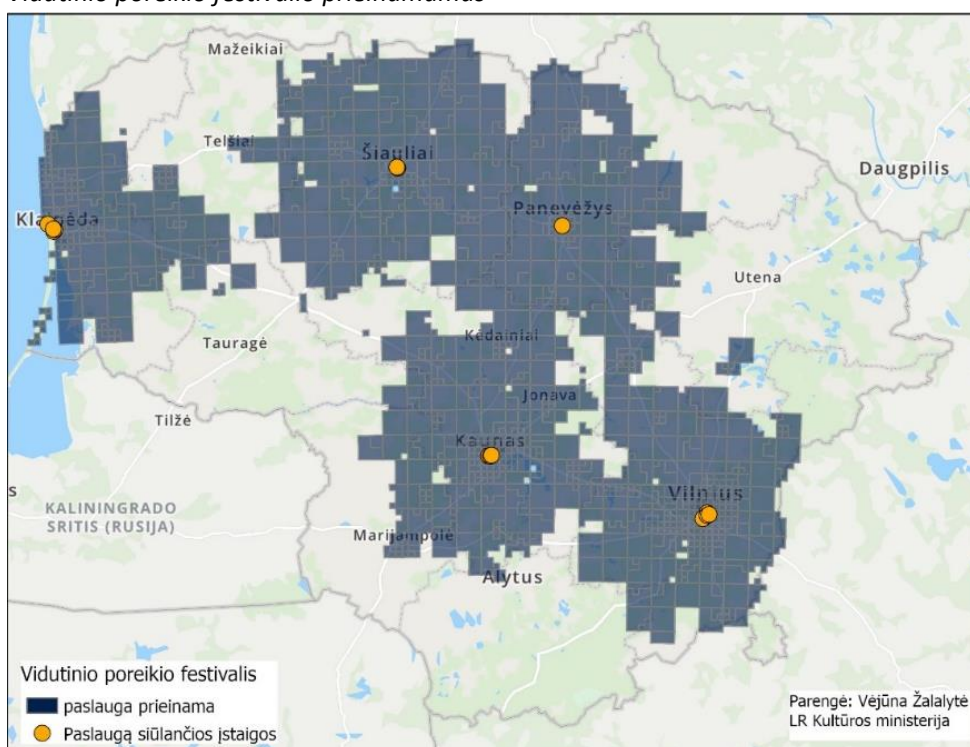 Vidutinio poreikio festivalio prieinamumas
Mažeikiai
Telšiai
Šiauliai
Daugpilis
Klaipėda
Panevėžys
Utena
Kėdainiai
Tauragė
Jonava
Tilžė
Kaunas
s
KALININGRADO
SRITIS (RUSIJA)
Vilnius
Marijampolė
Alytus
Vidutinio poreikio festivalis
paslauga prieinama
Paslaugą siūlančios įstaigos
Parengė: Vėjūna Žalalytė
LR Kultūros ministerija